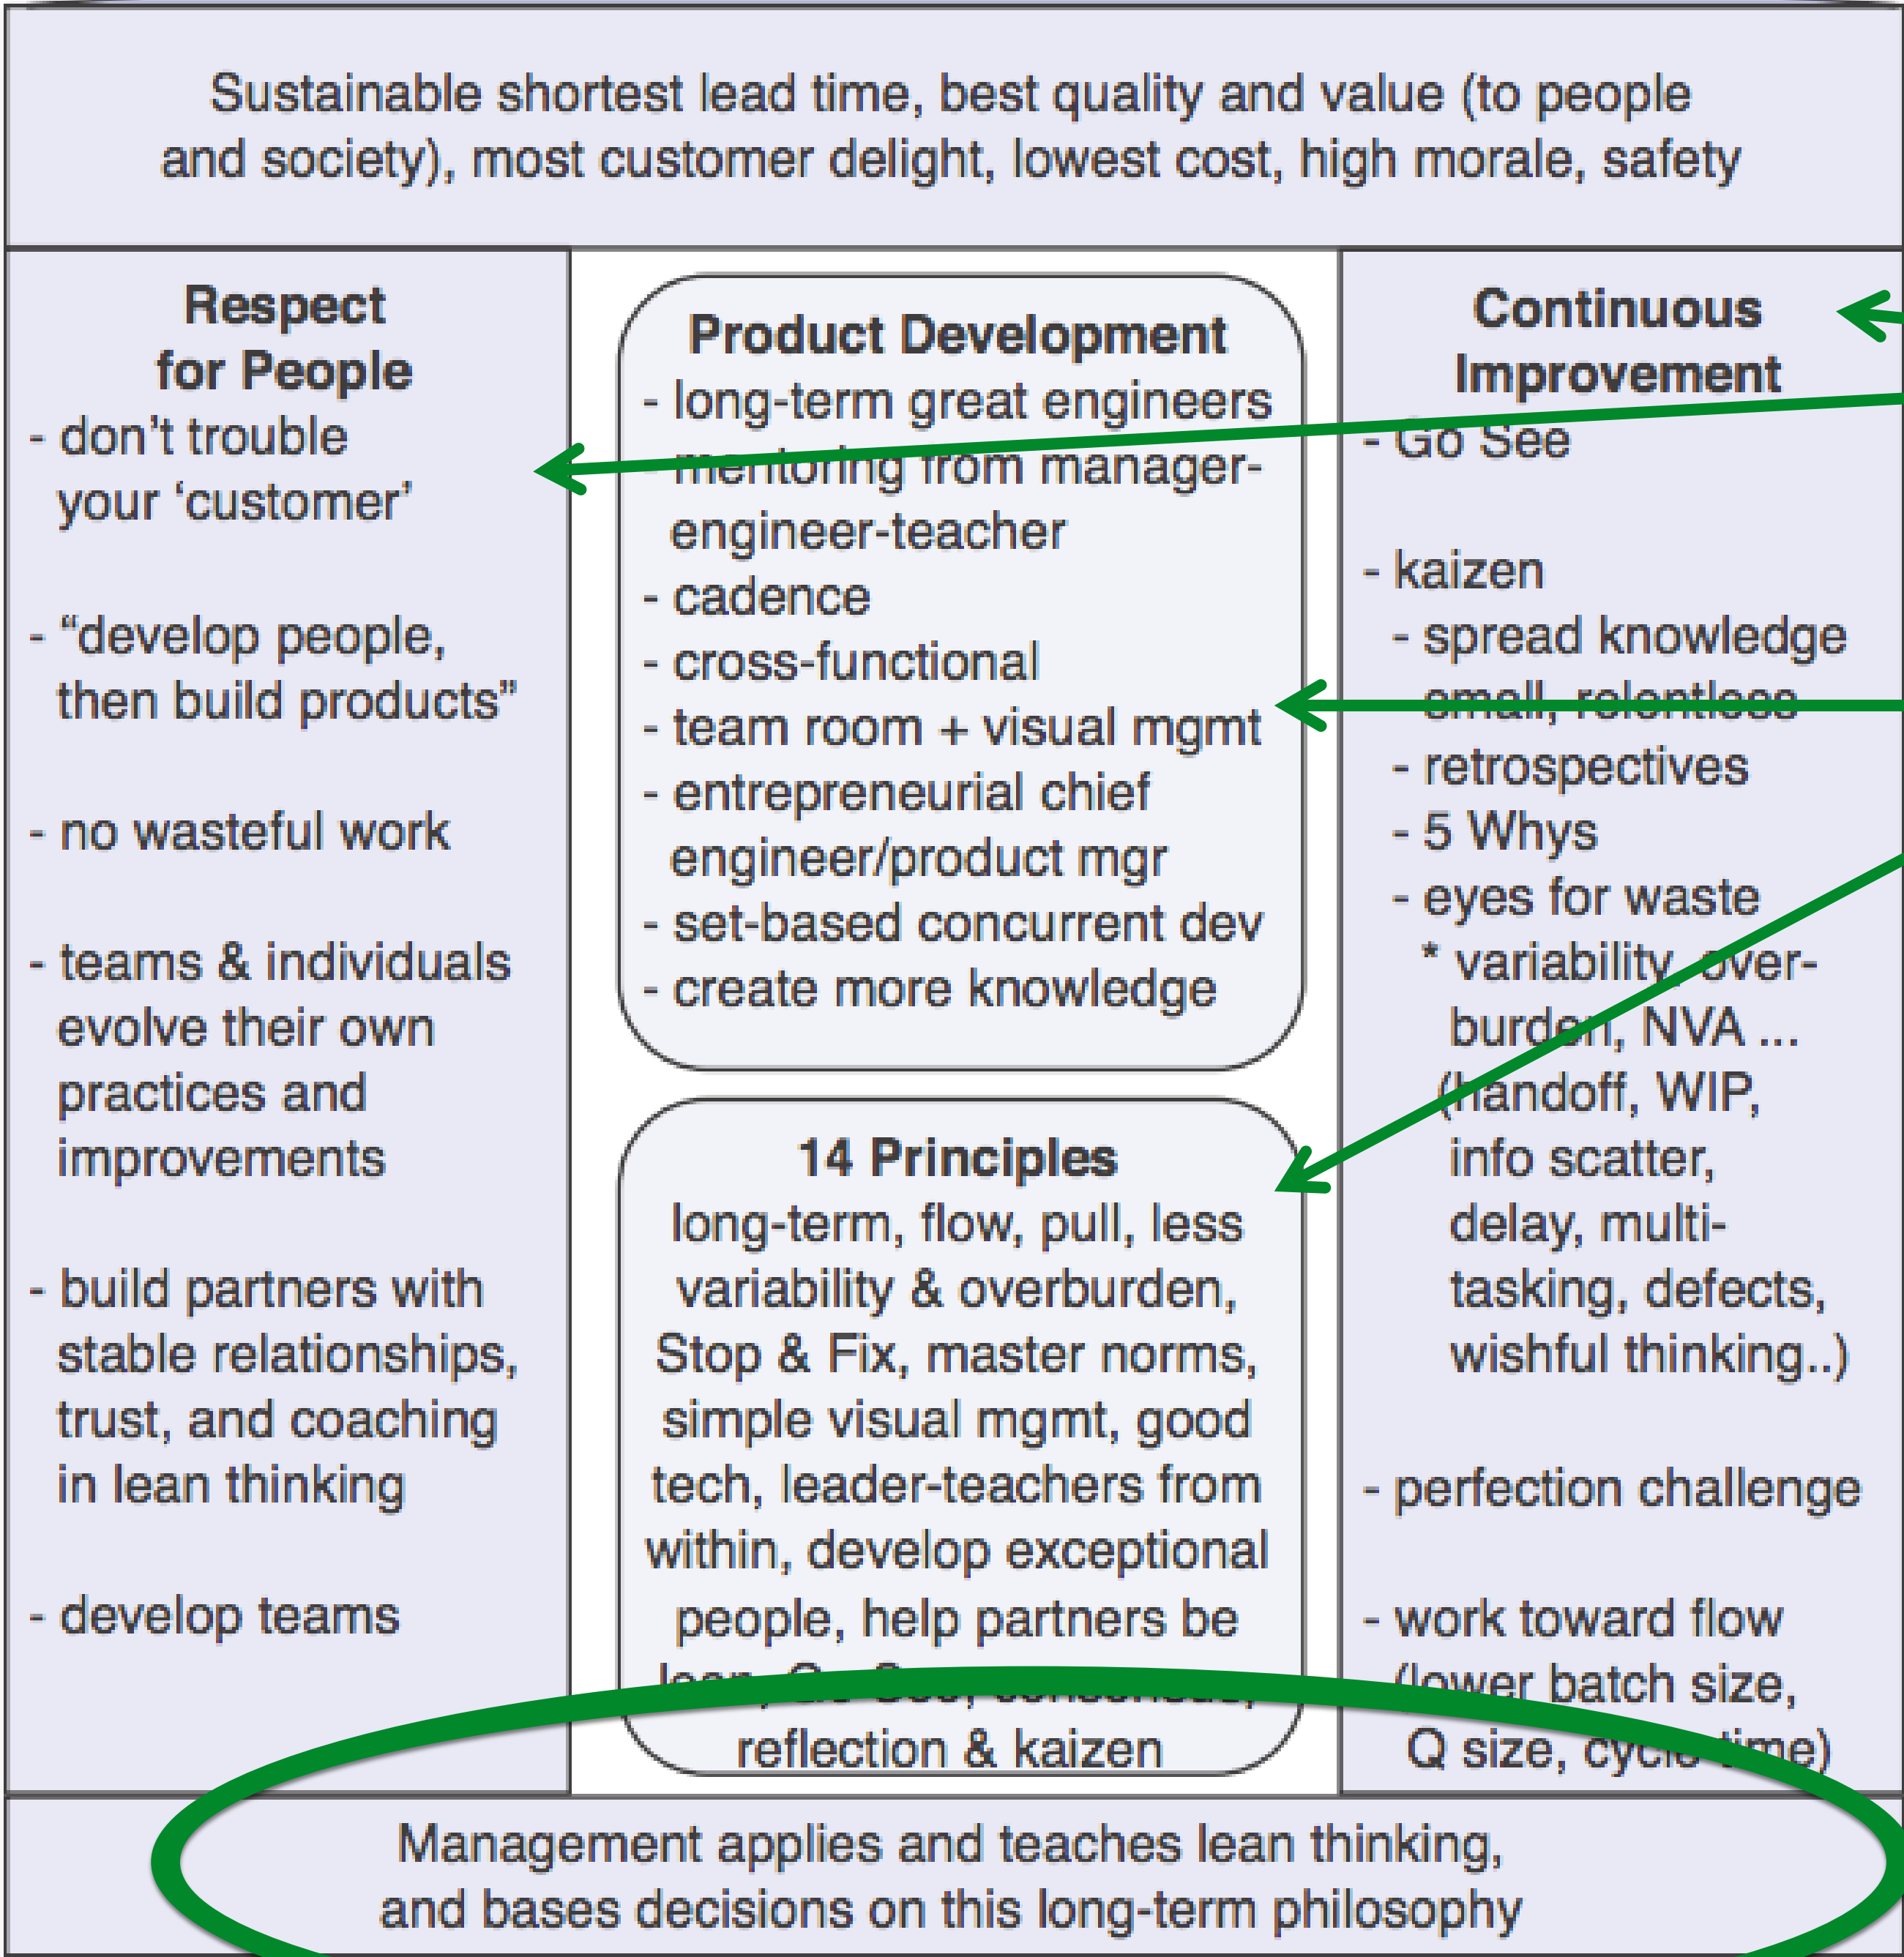 Sustainable shortest lead time, best quality and value (to people
and society), most customer delight, lowest cost, high morale, safety
Respect
for People
- don't trouble
your ‘customer’
- “develop people,
then build products”
- no wasteful work
- teams & individuals
evolve their own
practices and
improvements
- build partners with
stable relationships,
trust, and coaching
in lean thinking
- develop teams
Product Development
- long-term great engineers
- mentoring from manager-
engineer-teacher
- cadence
- cross-functional
- team room + visual mgmt
- entrepreneurial chief
engineer/product mgr
- set-based concurrent dev
- create more knowledge
14 Principles
long-term, flow, pull, less
variability & overburden,
Stop & Fix, master norms,
simple visual mgmt, good
tech, leader-teachers from
within, develop exceptional
people, help partners be
lean, Go See, consensus,
reflection & kaizen
Continuous
Improvement
- Go See
- kaizen
- spread knowledge
- small, relentless
- retrospectives
- 5 Whys
- eyes for waste
* variability, over-
burden, NVA ...
(handoff, WIP,
info scatter,
delay, multi-
tasking, defects,
wishful thinking..)
- perfection challenge
- work toward flow
(lower batch size,
Q size, cycle time)
Management applies and teaches lean thinking,
and bases decisions on this long-term philosophy